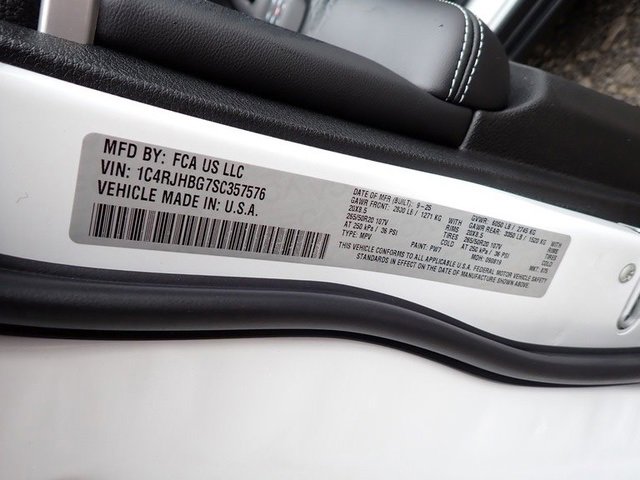 MFD BY: FCA US LLC
VIN: 1C4RJHBG7SC357576
VEHICLE MADE IN: U.S.A.
DATE OF MFR (BUILT): 9-25 GVWR: 6050 LB / 2745 KG
GAWR FRONT: 2800 LB / 1271 KG WITH GAWR REAR: 3350 LB / 1520 KG WITH
20X8.5 RIMS 20X8.5 RIMS
265/50R20 107V TIRES 265/50R20 107V TIRES
AT 250 kPa / 36 PSI COLD AT 250 kPa / 36 PSI COLD
TYPE: MPV PAINT: PW7 MDH: 090819 MKT:
THIS VEHICLE CONFORMS TO ALL APPLICABLE U.S.A. FEDERAL MOTOR VEHICLE SAFETY
STANDARDS IN EFFECT ON THE DATE OF MANUFACTURE SHOWN ABOVE.